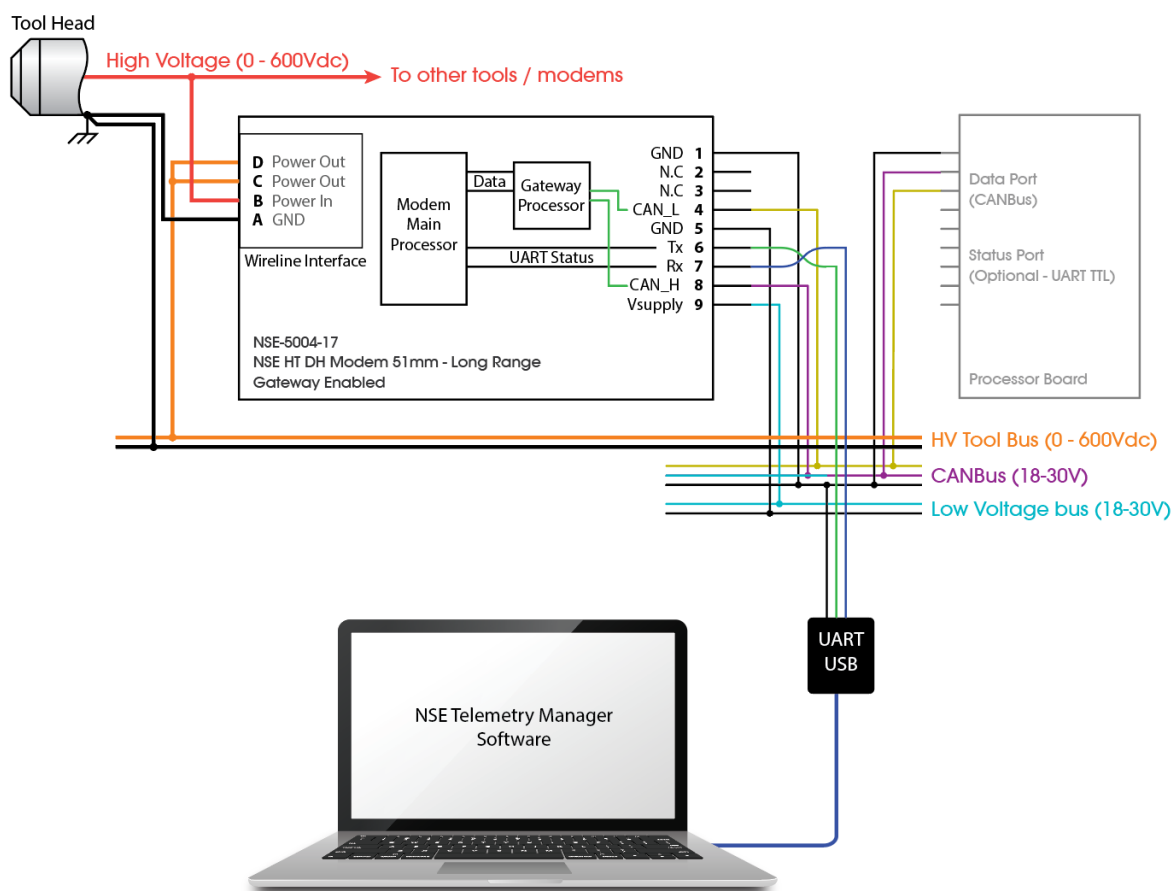 Tool Head
High Voltage (0 - 600Vdc)
To other tools / modems
D Power Out
C Power Out
B Power In
A GND
Wireline Interface
Modem
Main
Processor
Data
Gateway
Processor
UART Status
GND 1
N.C 2
N.C 3
CAN_L 4
GND 5
Tx 6
Rx 7
CAN_H 8
Vsupply 9
NSE-5004-17
NSE HT DH Modem 51mm - Long Range
Gateway Enabled
Data Port
(CANBus)
Status Port
(Optional - UART TTL)
Processor Board
HV Tool Bus (0 - 600Vdc)
CANBus (18-30V)
Low Voltage bus (18-30V)
UART
USB
NSE Telemetry Manager
Software